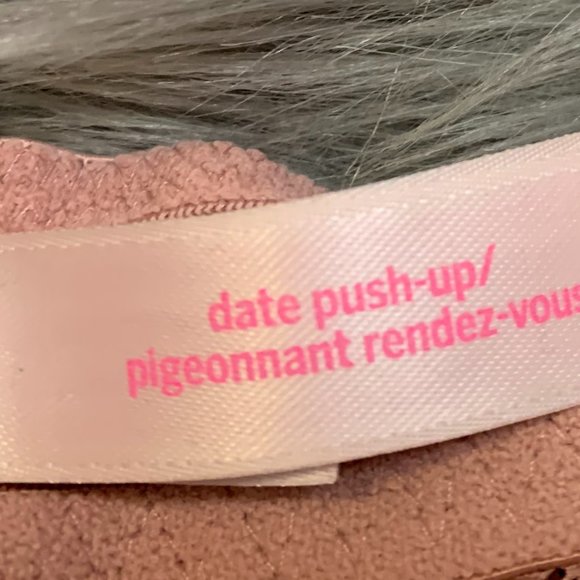 date push-up/
pigeonnant rendez-vous